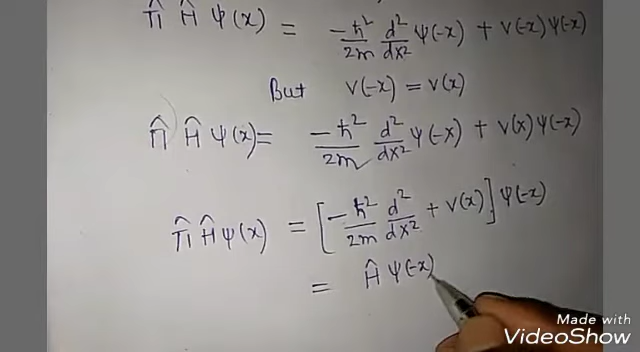 Π̂ Ĥ ψ(x) = -ħ²/2m d²/dx² ψ(-x) + V(-x)ψ(-x)
But V(-x) = V(x)
Π̂ Ĥ ψ(x) = -ħ²/2m d²/dx² ψ(-x) + V(x)ψ(-x)
Π̂ Ĥ ψ(x) = [-ħ²/2m d²/dx² + V(x)] ψ(-x)
= Ĥ ψ(-x)
Made with
VideoShow